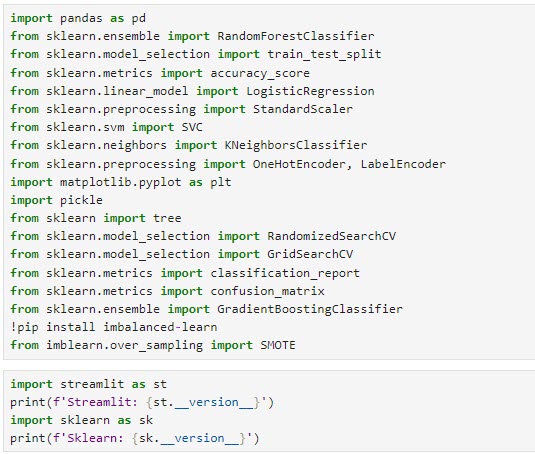 import pandas as pd
from sklearn.ensemble import RandomForestClassifier
from sklearn.model_selection import train_test_split
from sklearn.metrics import accuracy_score
from sklearn.linear_model import LogisticRegression
from sklearn.preprocessing import StandardScaler
from sklearn.svm import SVC
from sklearn.neighbors import KNeighborsClassifier
from sklearn.preprocessing import OneHotEncoder, LabelEncoder
import matplotlib.pyplot as plt
import pickle
from sklearn import tree
from sklearn.model_selection import RandomizedSearchCV
from sklearn.model_selection import GridSearchCV
from sklearn.metrics import classification_report
from sklearn.metrics import confusion_matrix
from sklearn.ensemble import GradientBoostingClassifier
!pip install imbalanced-learn
from imblearn.over_sampling import SMOTE
import streamlit as st
print(f'Streamlit: {st.__version__}')
import sklearn as sk
print(f'Sklearn: {sk.__version__}')